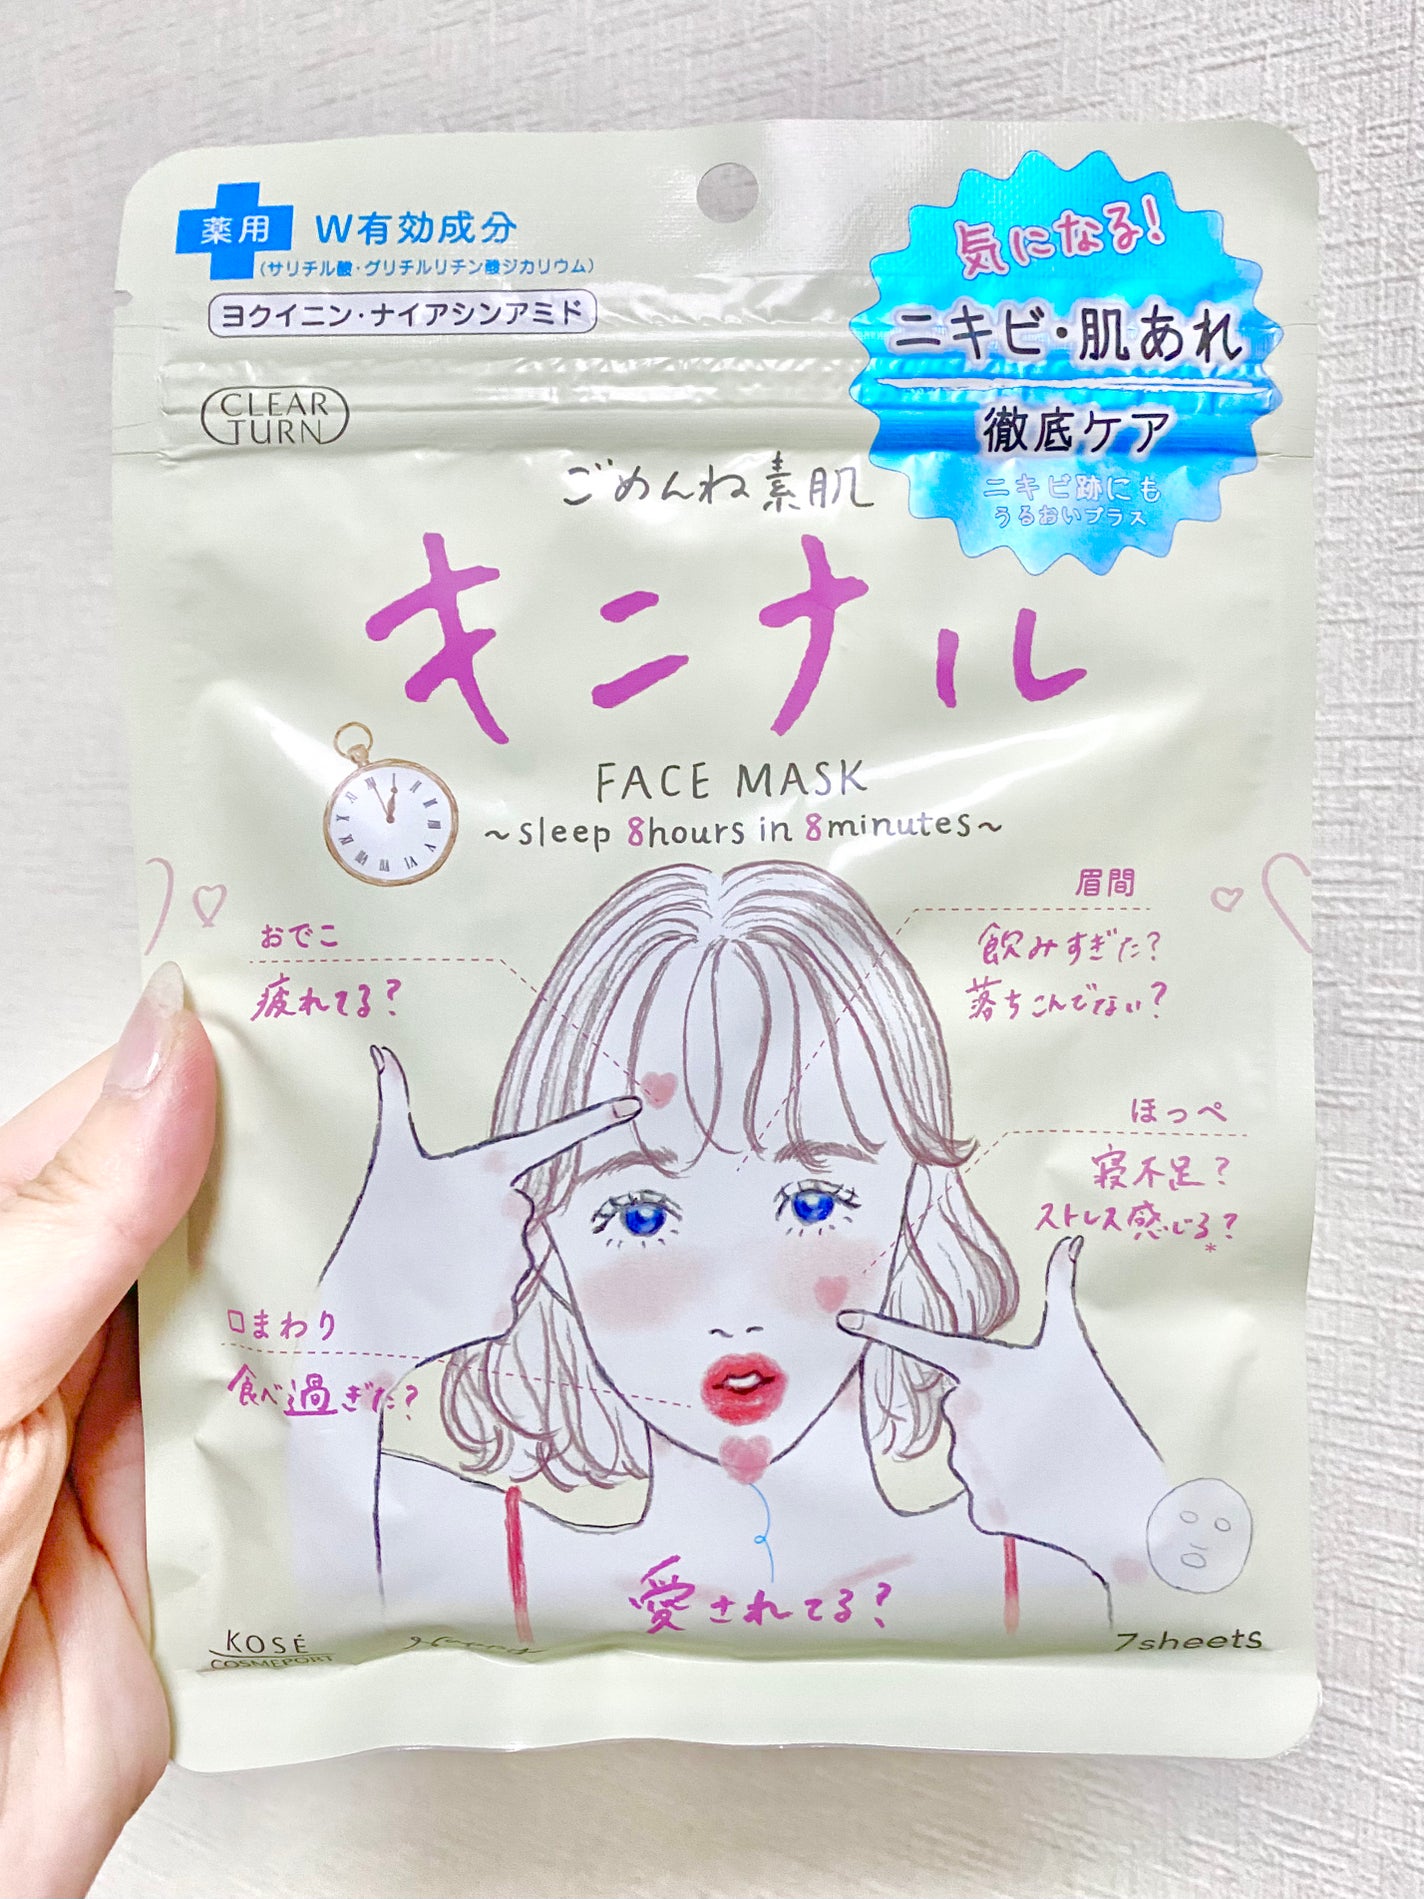 薬用 W有効成分
(サリチル酸・グリチルリチン酸ジカリウム)
ヨクイニン・ナイアシンアミド
気になる!
ニキビ・肌あれ
徹底ケア
ニキビ跡にも
うるおいプラス
CLEAR
TURN
ごめんね素肌
キニナル
FACE MASK
~sleep 8hours in 8minutes~
おでこ
疲れてる?
眉間
飲みすぎた?
落ちこんでない?
ほっぺ
寝不足?
ストレス感じる?
*
口まわり
食べ過ぎた?
愛されてる?
KOSÉ
COSMEPORT
7sheets